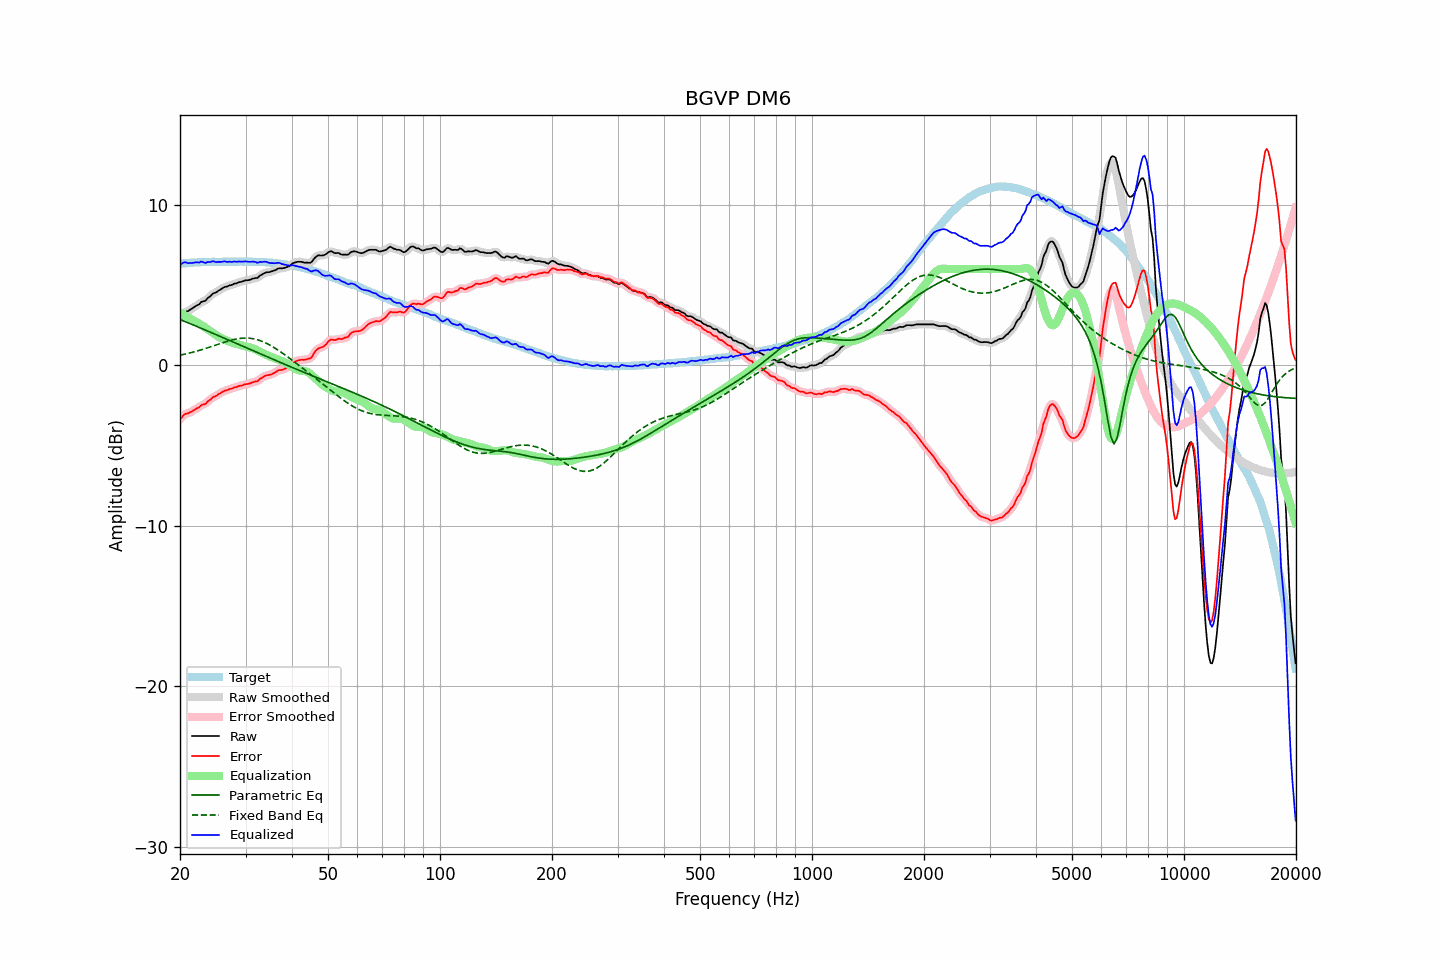 BGVP DM6
Amplitude (dBr)
10
0
−10
−20
−30
Target
Raw Smoothed
Error Smoothed
Raw
Error
Equalization
Parametric Eq
Fixed Band Eq
Equalized
20 50 100 200 500 1000 2000 5000 10000 20000
Frequency (Hz)